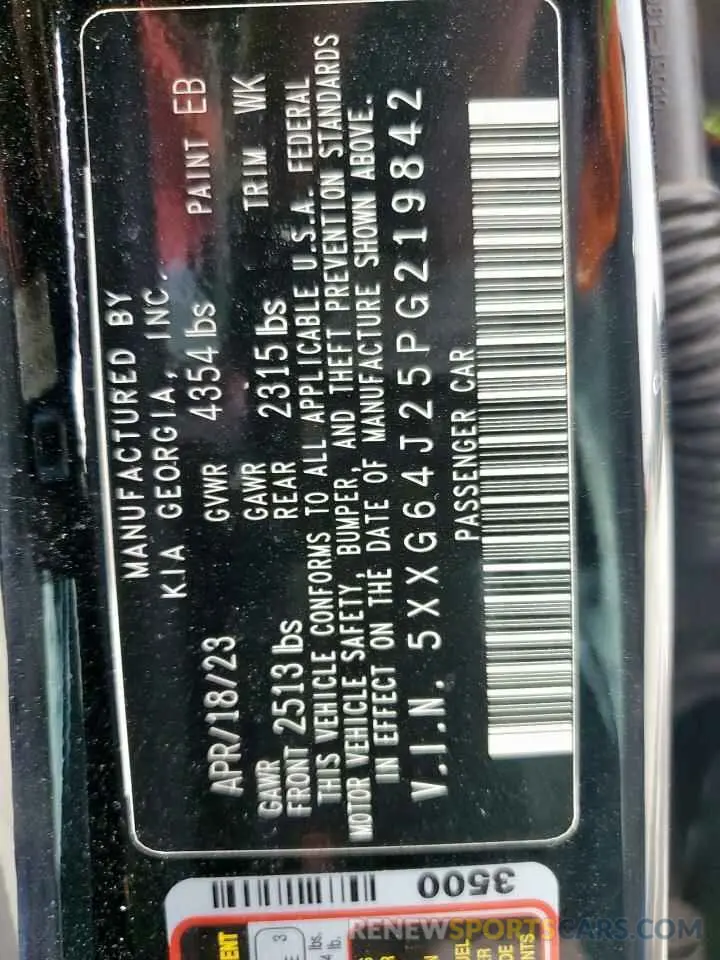 MANUFACTURED BY
KIA GEORGIA, INC.
APR/18/23 GVWR 4354 lbs PAINT EB
GAWR FRONT 2513 lbs GAWR REAR 2315 lbs TRIM WK
THIS VEHICLE CONFORMS TO ALL APPLICABLE U.S.A. FEDERAL
MOTOR VEHICLE SAFETY, BUMPER, AND THEFT PREVENTION STANDARDS
IN EFFECT ON THE DATE OF MANUFACTURE SHOWN ABOVE.
V.I.N. 5XXG64J25PG219842
PASSENGER CAR
3500
RENEWSPORTSCARS.COM